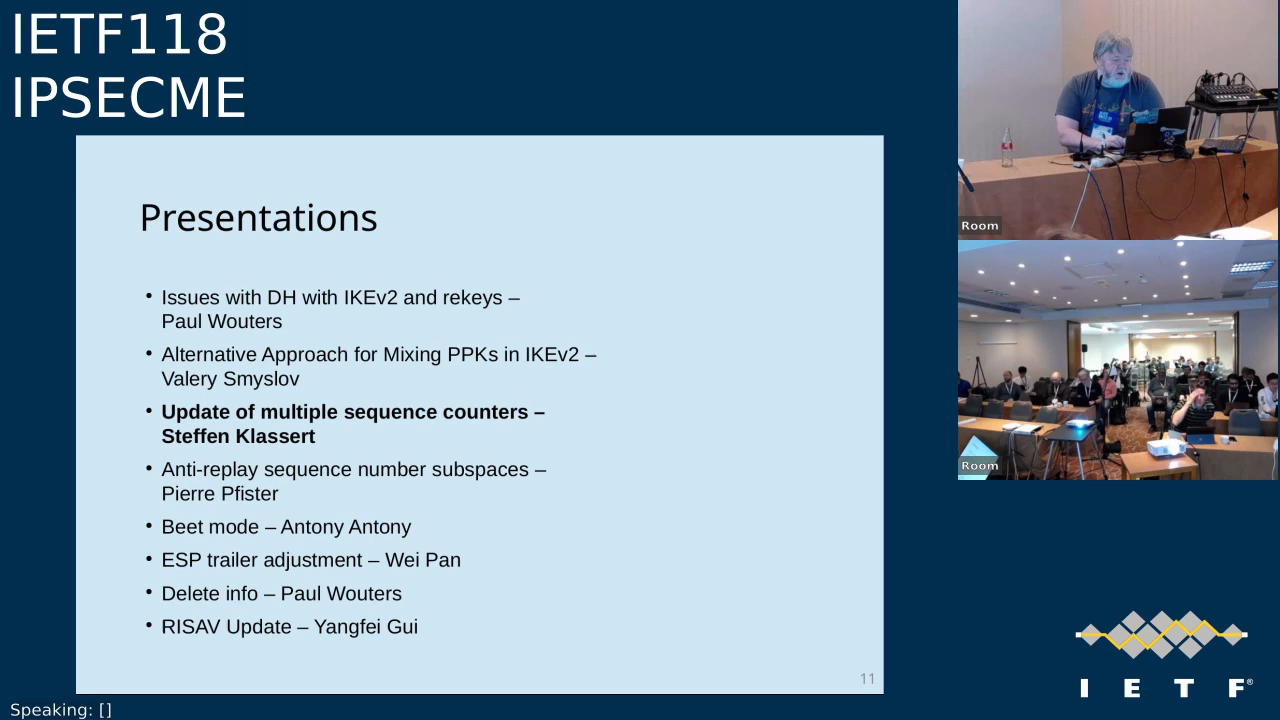 IETF118
IPSECME
Room
Presentations
• Issues with DH with IKEv2 and rekeys –
Paul Wouters
• Alternative Approach for Mixing PPKs in IKEv2 –
Valery Smyslov
• Update of multiple sequence counters –
Steffen Klassert
• Anti-replay sequence number subspaces –
Pierre Pfister
• Beet mode – Antony Antony
• ESP trailer adjustment – Wei Pan
• Delete info – Paul Wouters
• RISAV Update – Yangfei Gui
11
Room
I E T F®
Speaking: []